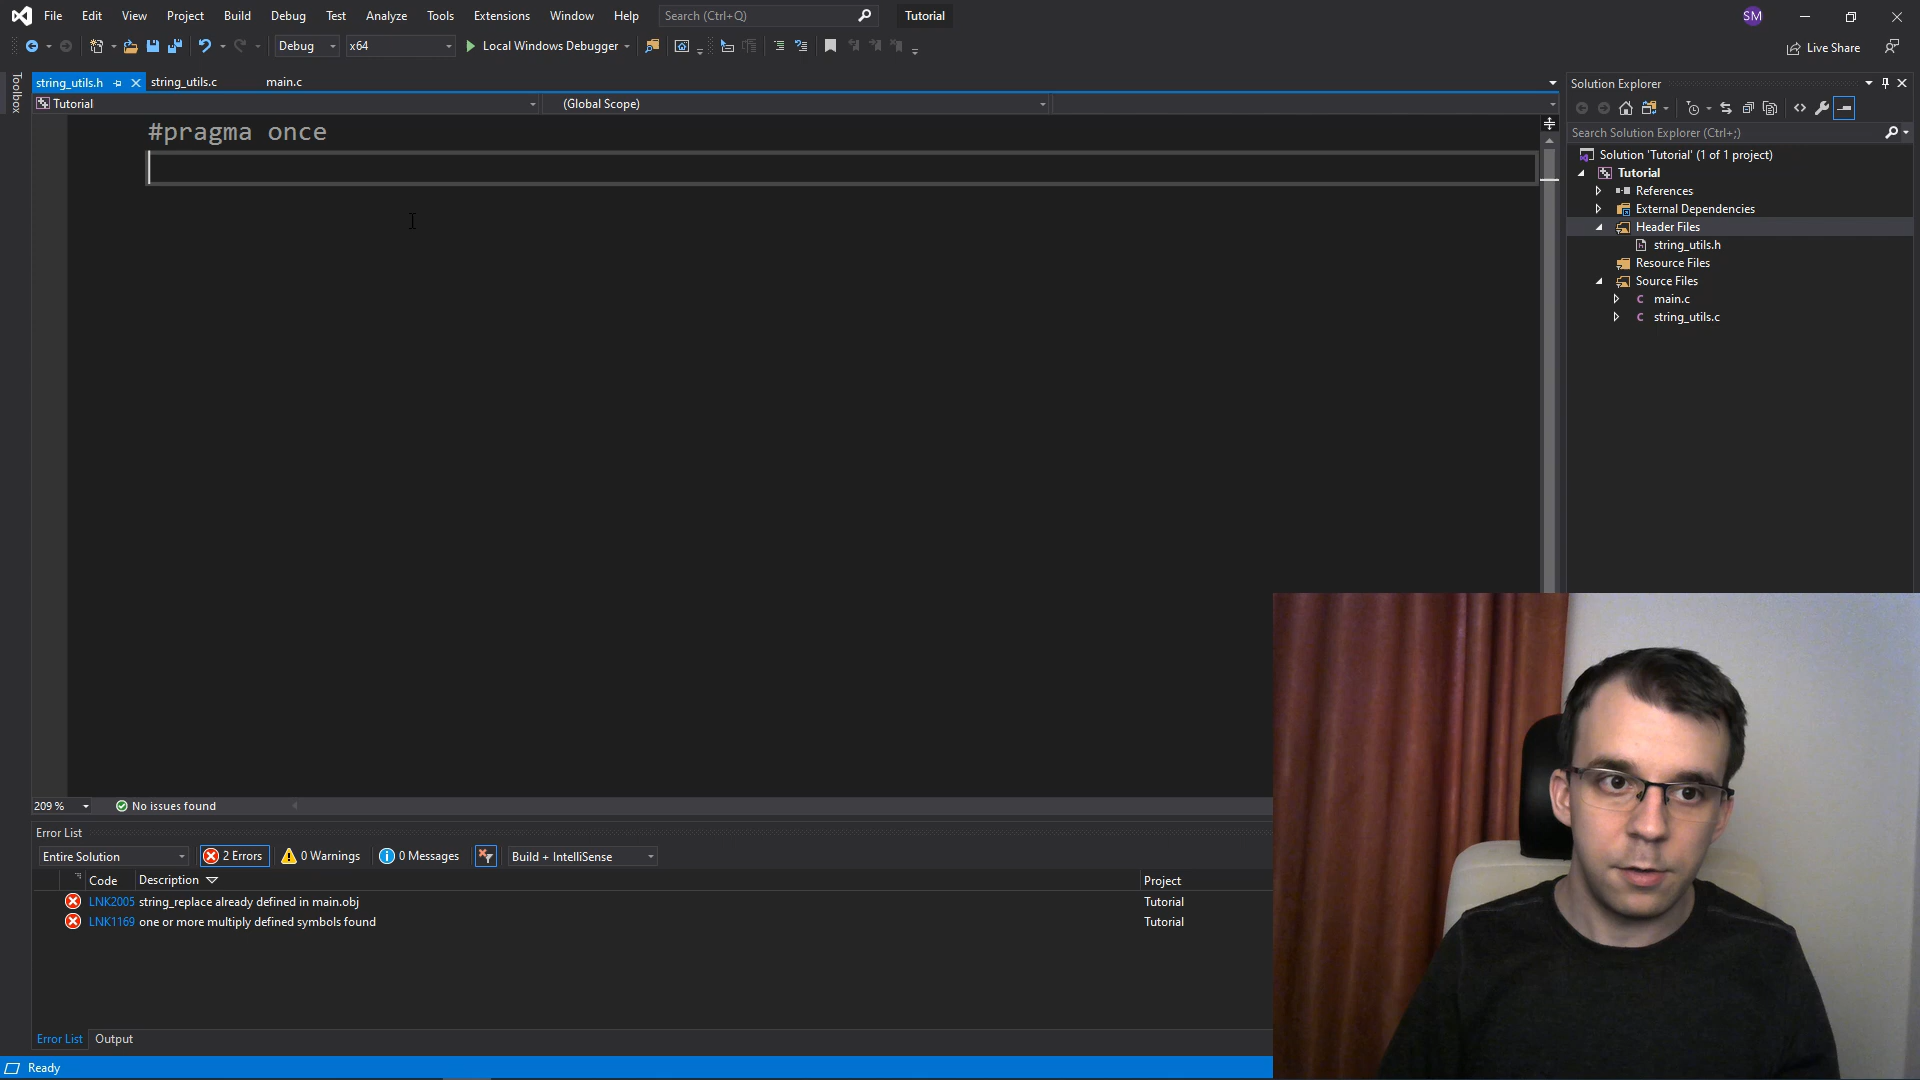 File Edit View Project Build Debug Test Analyze Tools Extensions Window Help Search (Ctrl+Q) Tutorial SM
Debug x64 Local Windows Debugger Live Share
Toolbox
string_utils.h string_utils.c main.c
Tutorial (Global Scope)
#pragma once
209 % No issues found
Error List
Entire Solution 2 Errors 0 Warnings 0 Messages Build + IntelliSense
Code Description Project
LNK2005 string_replace already defined in main.obj Tutorial
LNK1169 one or more multiply defined symbols found Tutorial
Error List Output
Ready
Solution Explorer
Search Solution Explorer (Ctrl+;)
Solution 'Tutorial' (1 of 1 project)
Tutorial
References
External Dependencies
Header Files
string_utils.h
Resource Files
Source Files
main.c
string_utils.c